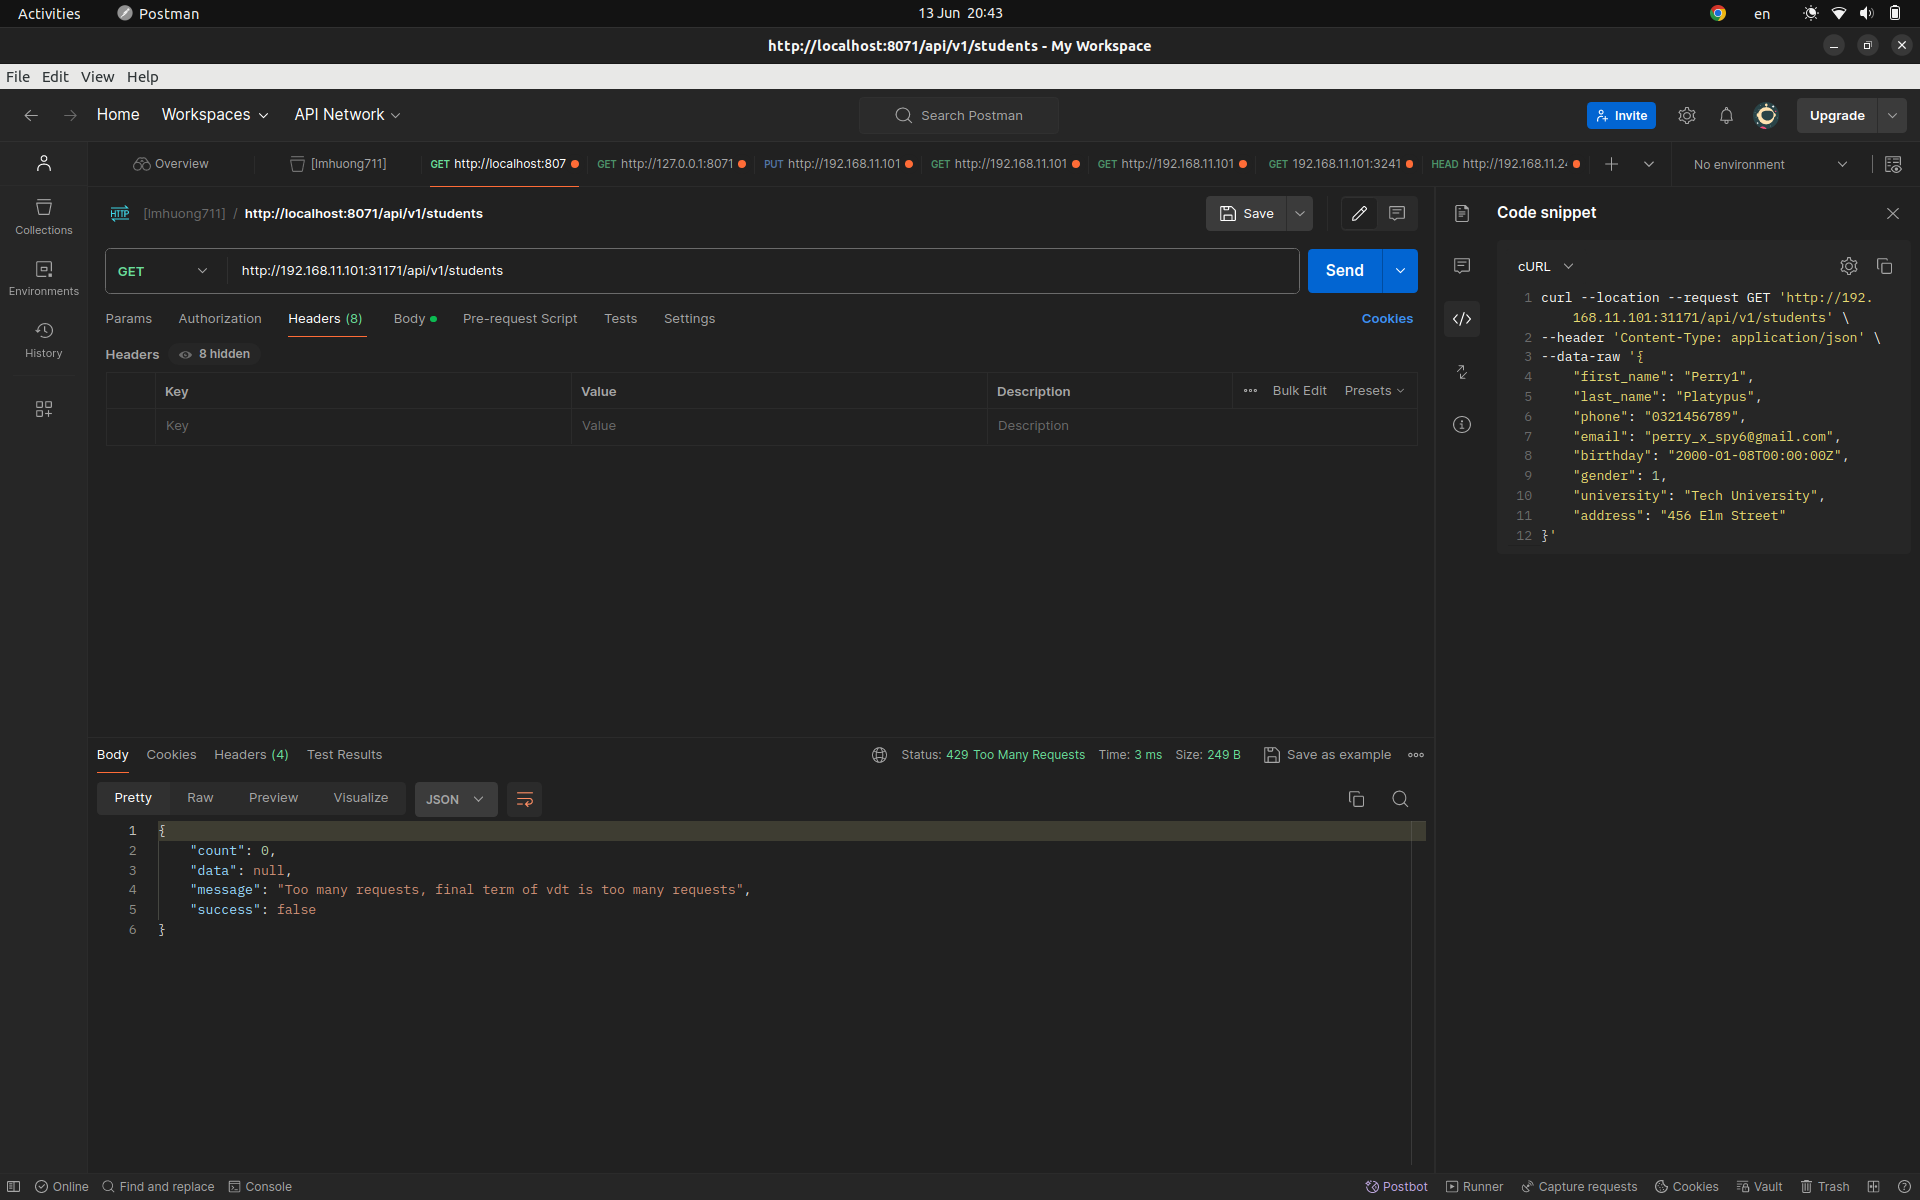 Activities Postman 13 Jun 20:43 en
http://localhost:8071/api/v1/students - My Workspace
File Edit View Help
Home Workspaces API Network Search Postman Invite Upgrade
Overview [lmhuong711] GET http://localhost:807 GET http://127.0.0.1:8071 PUT http://192.168.11.101 GET http://192.168.11.101 GET http://192.168.11.101 GET 192.168.11.101:3241 HEAD http://192.168.11.24 No environment
Collections
Environments
History
HTTP [lmhuong711] / http://localhost:8071/api/v1/students Save
GET http://192.168.11.101:31171/api/v1/students Send
Params Authorization Headers (8) Body Pre-request Script Tests Settings Cookies
Headers 8 hidden
Key Value Description Bulk Edit Presets
Key Value Description
Code snippet
cURL
1 curl --location --request GET 'http://192.
168.11.101:31171/api/v1/students' \
2 --header 'Content-Type: application/json' \
3 --data-raw '{
4 "first_name": "Perry1",
5 "last_name": "Platypus",
6 "phone": "0321456789",
7 "email": "perry_x_spy6@gmail.com",
8 "birthday": "2000-01-08T00:00:00Z",
9 "gender": 1,
10 "university": "Tech University",
11 "address": "456 Elm Street"
12 }'
Body Cookies Headers (4) Test Results Status: 429 Too Many Requests Time: 3 ms Size: 249 B Save as example
Pretty Raw Preview Visualize JSON
1 {
2 "count": 0,
3 "data": null,
4 "message": "Too many requests, final term of vdt is too many requests",
5 "success": false
6 }
Online Find and replace Console Postbot Runner Capture requests Cookies Vault Trash